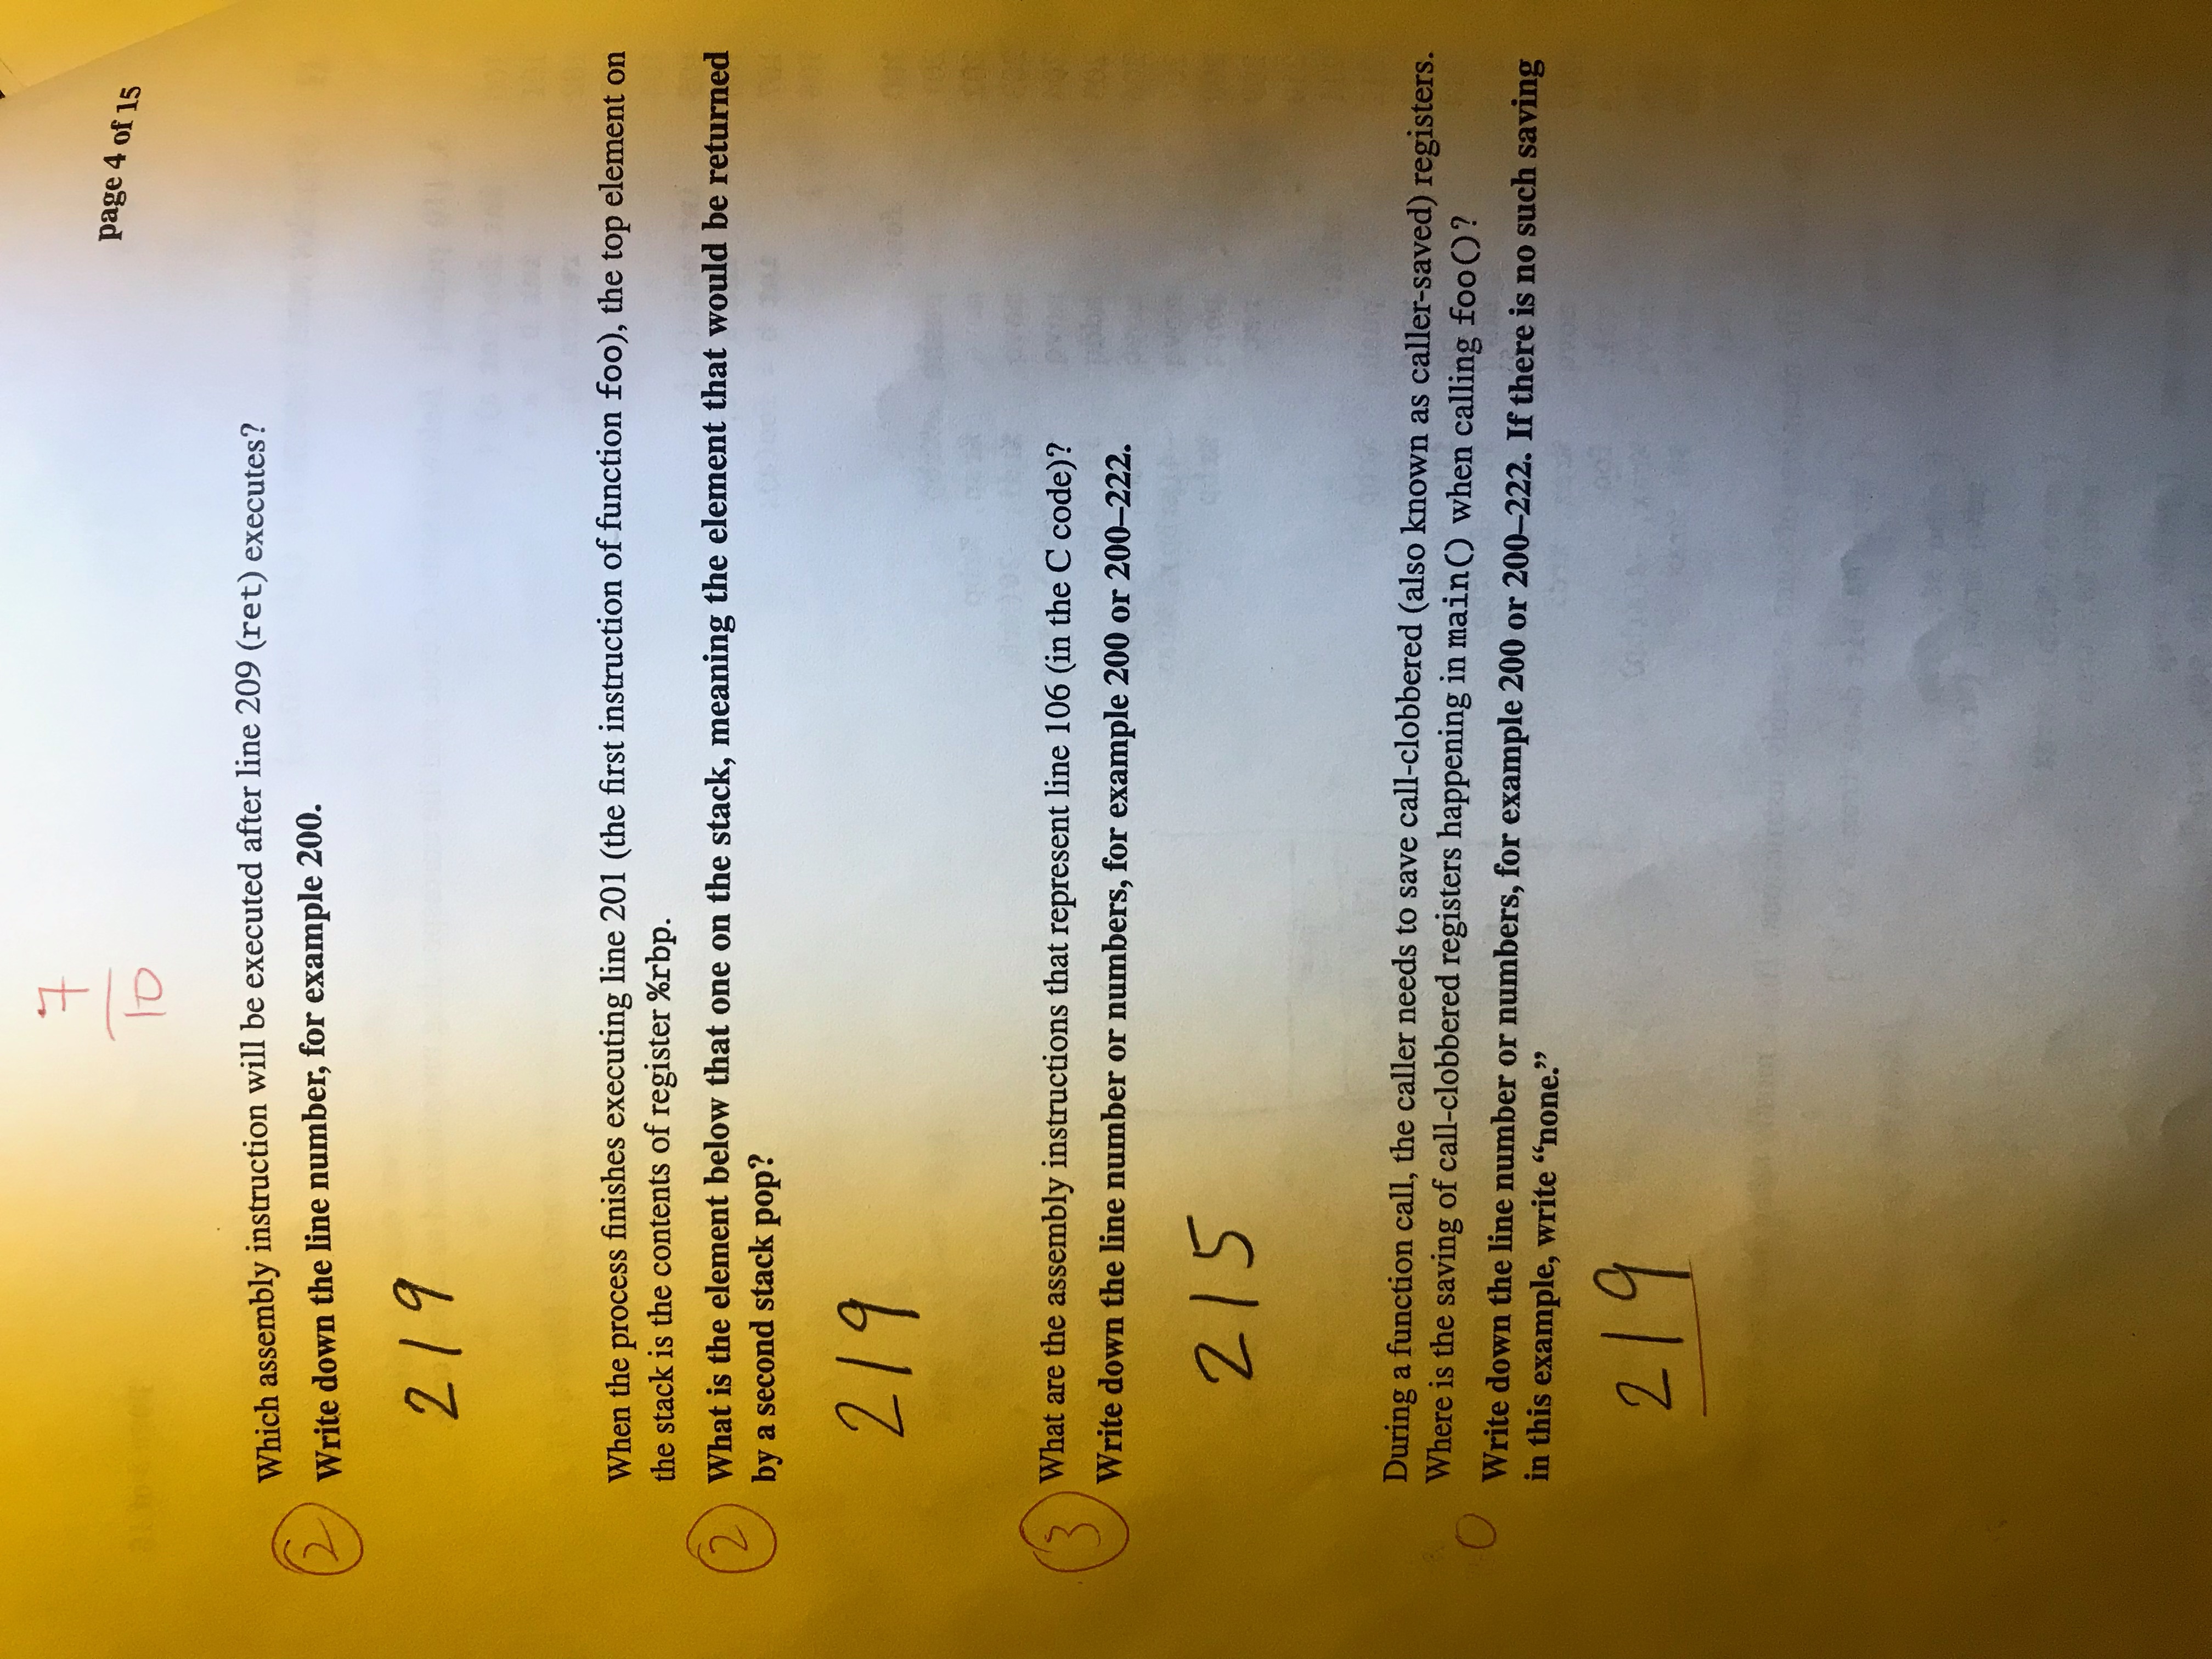 7
10
page 4 of 15
Which assembly instruction will be executed after line 209 (ret) executes?
2
Write down the line number, for example 200.
219
When the process finishes executing line 201 (the first instruction of function foo), the top element on
the stack is the contents of register %rbp.
2
What is the element below that one on the stack, meaning the element that would be returned
by a second stack pop?
219
3
What are the assembly instructions that represent line 106 (in the C code)?
Write down the line number or numbers, for example 200 or 200–222.
215
During a function call, the caller needs to save call-clobbered (also known as caller-saved) registers.
Where is the saving of call-clobbered registers happening in main() when calling foo()?
0
Write down the line number or numbers, for example 200 or 200–222. If there is no such saving
in this example, write “none.”
219